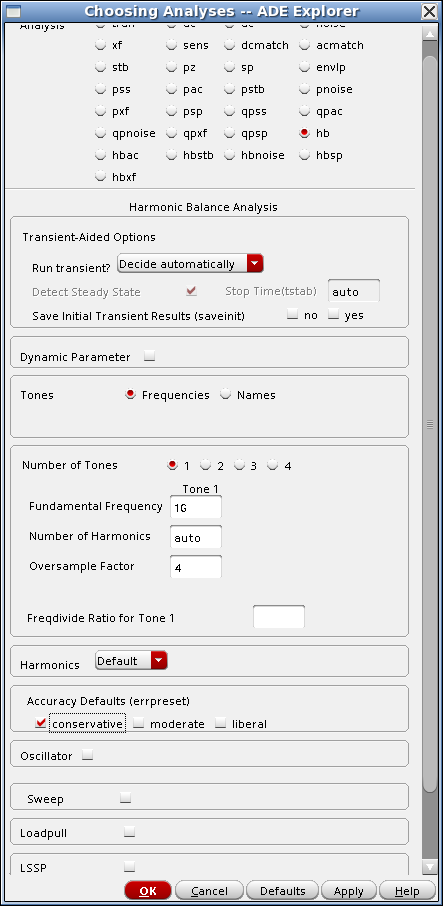 Choosing Analyses -- ADE Explorer
Analysis tran dc ac noise
xf sens dcmatch acmatch
stb pz sp envlp
pss pac pstb pnoise
pxf psp qpss qpac
qpnoise qpxf qpsp hb
hbac hbstb hbnoise hbsp
hbxf
Harmonic Balance Analysis
Transient-Aided Options
Run transient? Decide automatically
Detect Steady State Stop Time(tstab) auto
Save Initial Transient Results (saveinit) no yes
Dynamic Parameter
Tones Frequencies Names
Number of Tones 1 2 3 4
Tone 1
Fundamental Frequency 1G
Number of Harmonics auto
Oversample Factor 4
Freqdivide Ratio for Tone 1
Harmonics Default
Accuracy Defaults (errpreset)
conservative moderate liberal
Oscillator
Sweep
Loadpull
LSSP
OK Cancel Defaults Apply Help